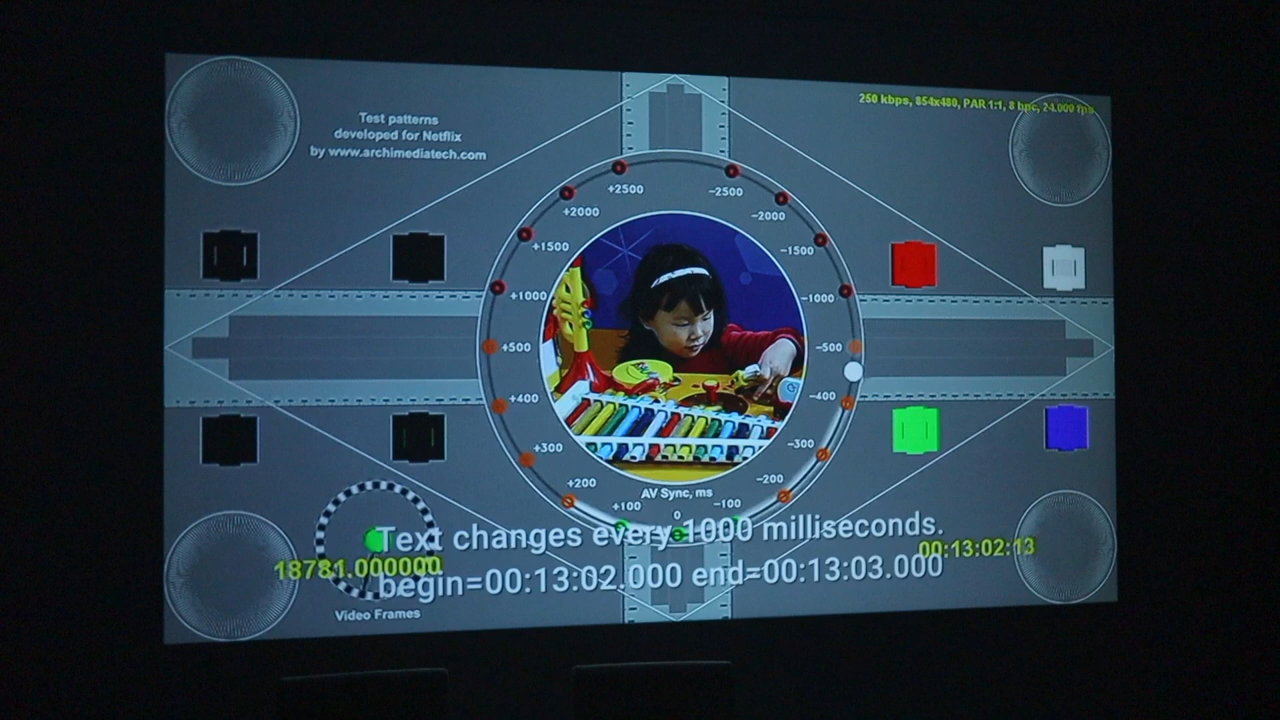 Test patterns
developed for Netflix
by www.archimediatech.com
250 kbps, 854x480, PAR 1:1, 8 bpc, 24.000 fps
+2500
-2500
+2000
-2000
+1500
-1500
+1000
-1000
+500
-500
+400
-400
+300
-300
+200
-200
AV Sync, ms
+100
0
-100
Text changes every 1000 milliseconds.
begin=00:13:02.000 end=00:13:03.000
18781.000000
00:13:02:13
Video Frames